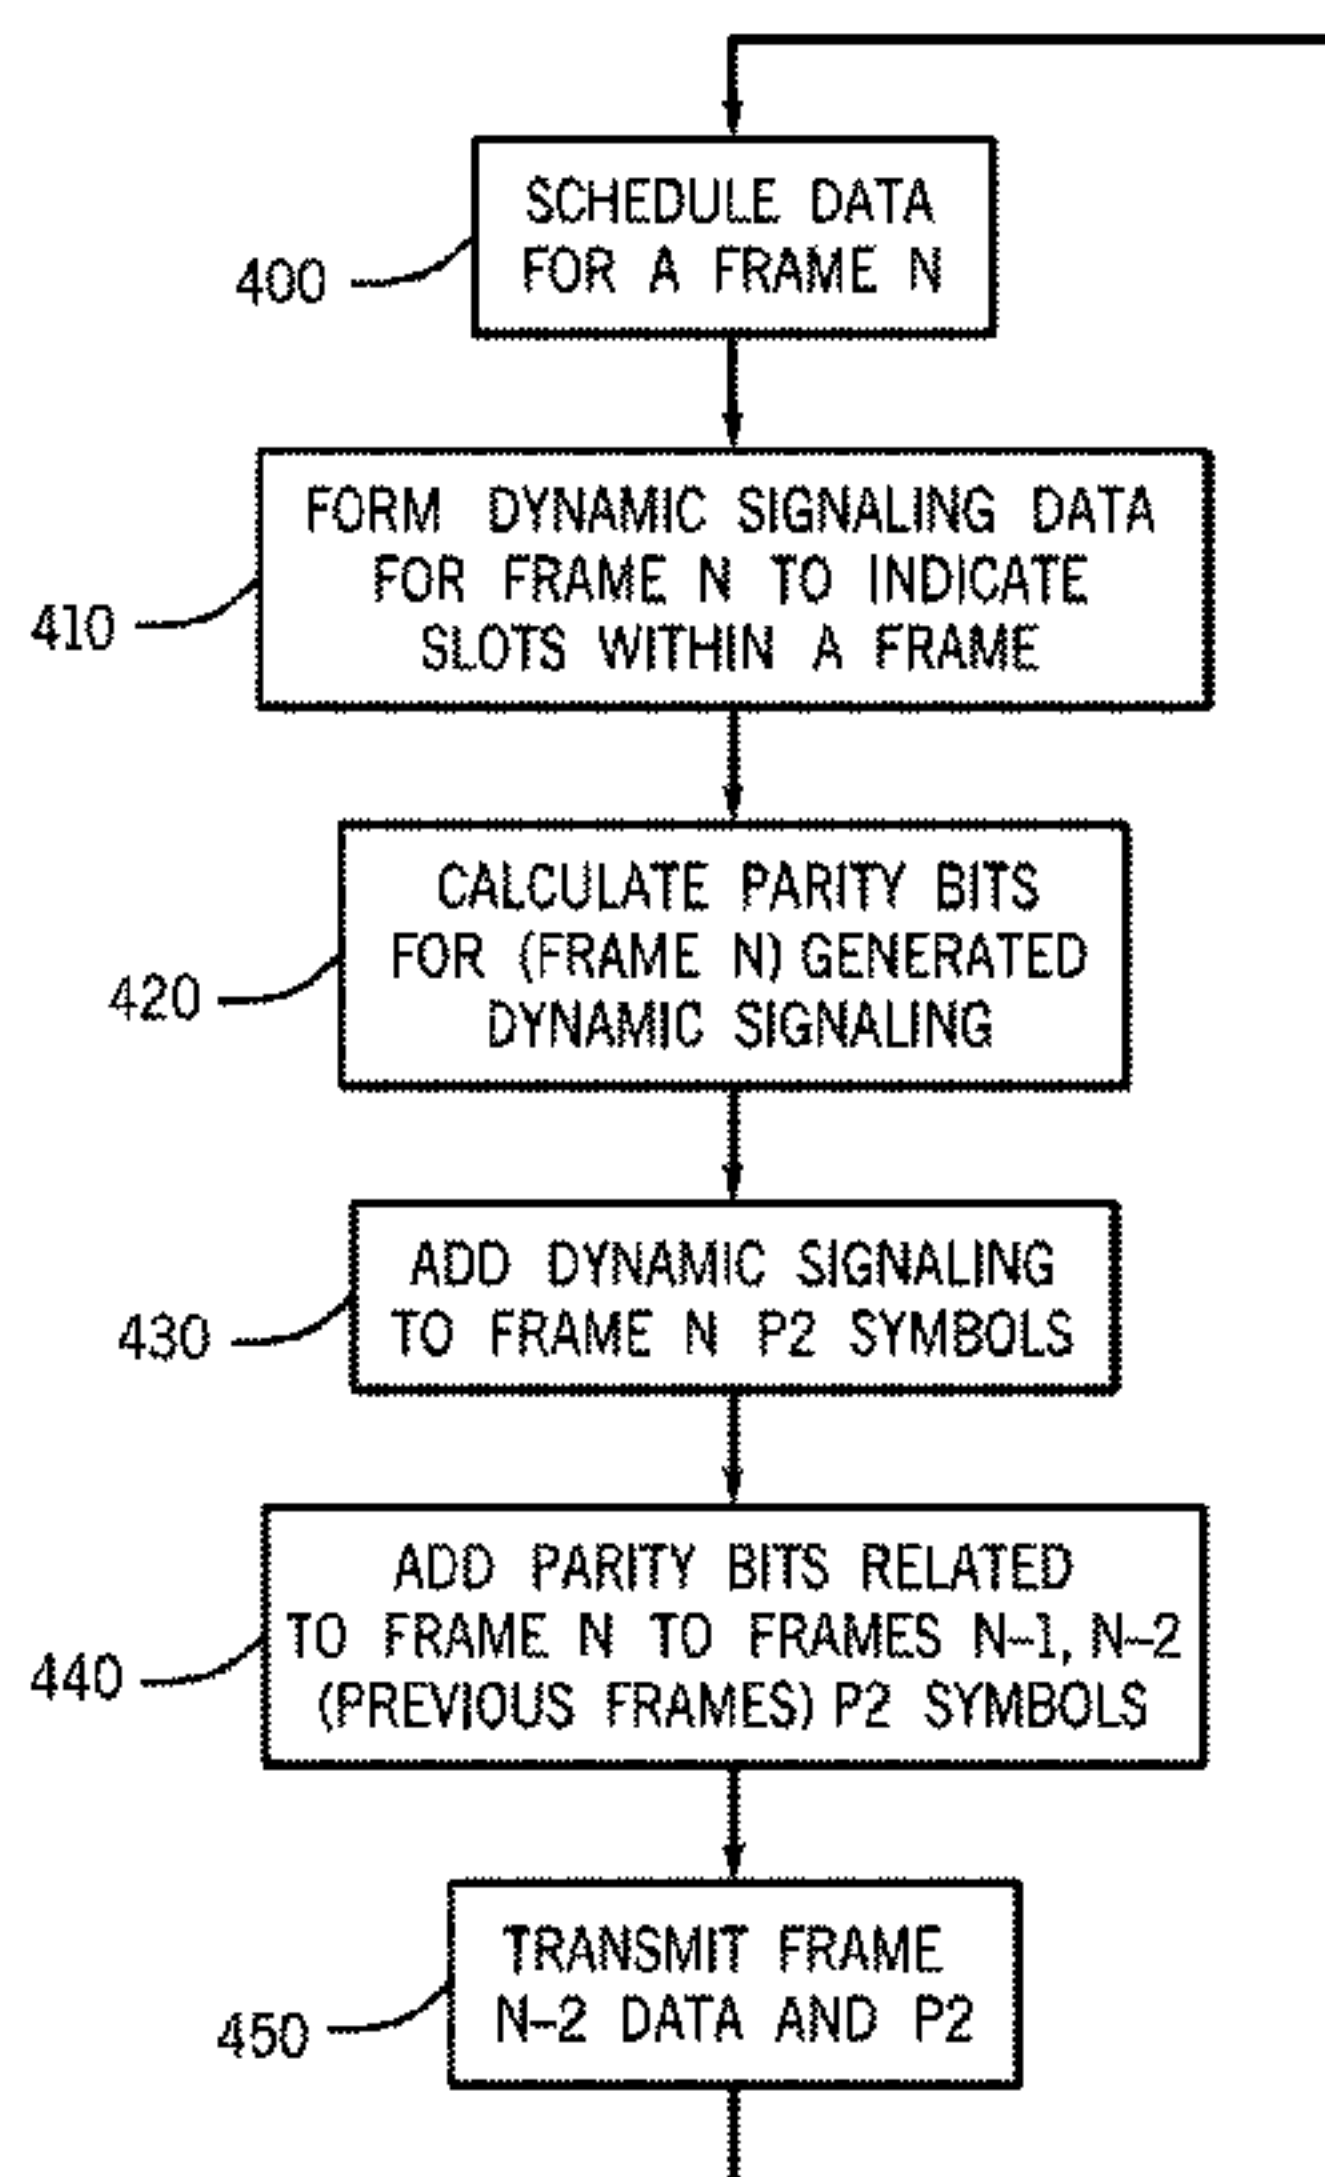 SCHEDULE DATA
FOR A FRAME N
400
FORM DYNAMIC SIGNALING DATA
FOR FRAME N TO INDICATE
SLOTS WITHIN A FRAME
410
CALCULATE PARITY BITS
FOR (FRAME N) GENERATED
DYNAMIC SIGNALING
420
ADD DYNAMIC SIGNALING
TO FRAME N P2 SYMBOLS
430
ADD PARITY BITS RELATED
TO FRAME N TO FRAMES N-1, N-2
(PREVIOUS FRAMES) P2 SYMBOLS
440
TRANSMIT FRAME
N-2 DATA AND P2
450